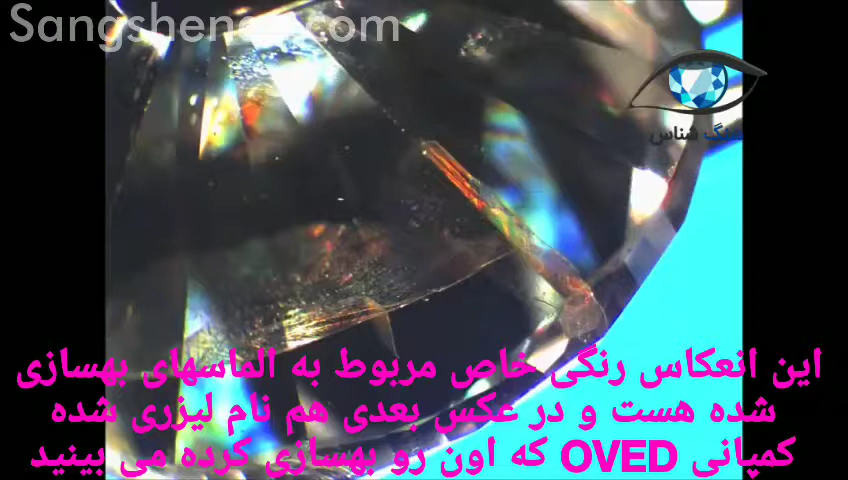 Sangshenas.com
سنگ شناس
این انعکاس رنگی خاص مربوط به الماسهای بهسازی
شده هست و در عکس بعدی هم نام لیزری شده
کمپانی OVED که اون رو بهسازی کرده می بینید